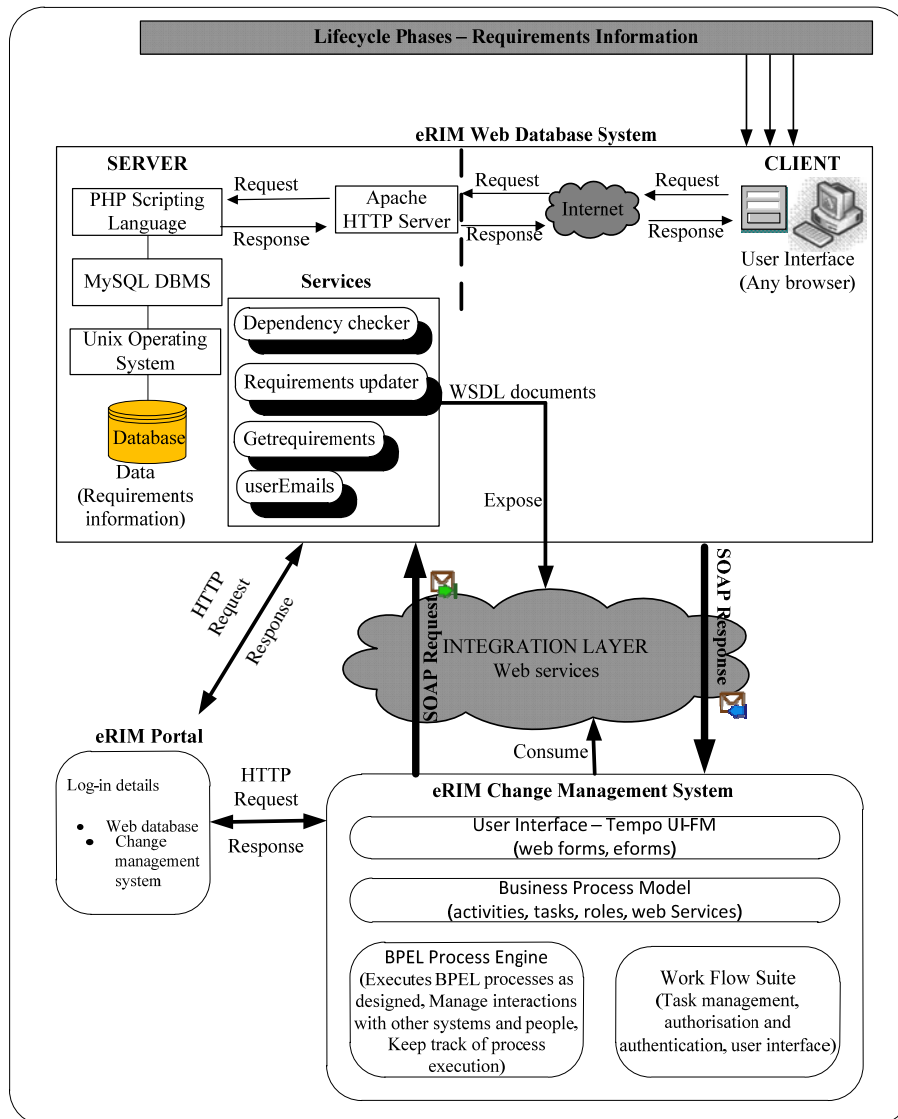 Lifecycle Phases – Requirements Information
eRIM Web Database System
SERVER
CLIENT
PHP Scripting
Language
Request
Response
Apache
HTTP Server
Request
Response
Internet
Request
Response
User Interface
(Any browser)
MySQL DBMS
Unix Operating
System
Database
Data
(Requirements
information)
Services
Dependency checker
Requirements updater
Getrequirements
userEmails
WSDL documents
Expose
HTTP
Request
Response
SOAP Request
SOAP Response
INTEGRATION LAYER
Web services
Consume
eRIM Portal
Log-in details
• Web database
• Change
management
system
HTTP
Request
Response
eRIM Change Management System
User Interface – Tempo UI-FM
(web forms, eforms)
Business Process Model
(activities, tasks, roles, web Services)
BPEL Process Engine
(Executes BPEL processes as
designed, Manage interactions
with other systems and people,
Keep track of process
execution)
Work Flow Suite
(Task management,
authorisation and
authentication, user interface)